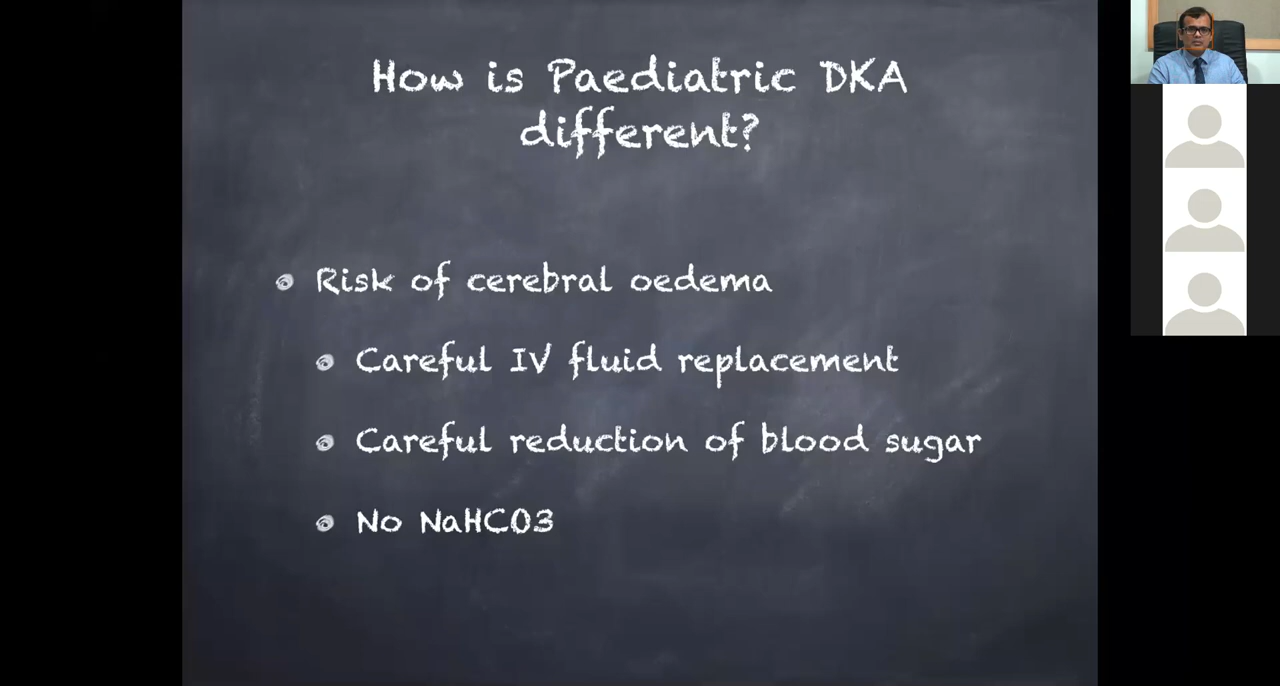 How is Paediatric DKA
different?
Risk of cerebral oedema
Careful IV fluid replacement
Careful reduction of blood sugar
No NaHCO3